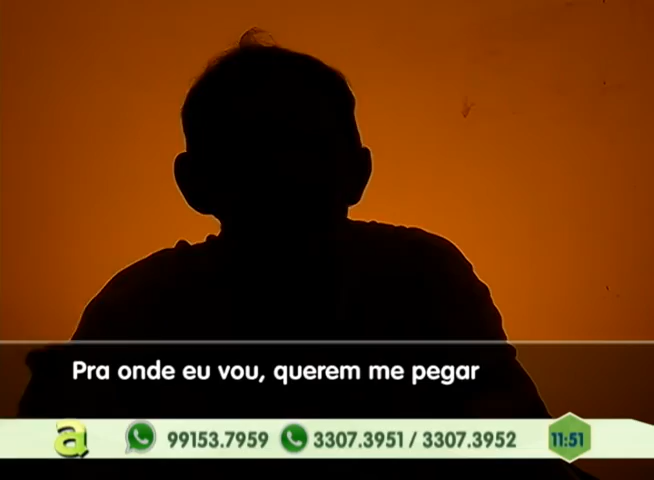 Pra onde eu vou, querem me pegar
a 99153.7959 3307.3951 / 3307.3952 11:51